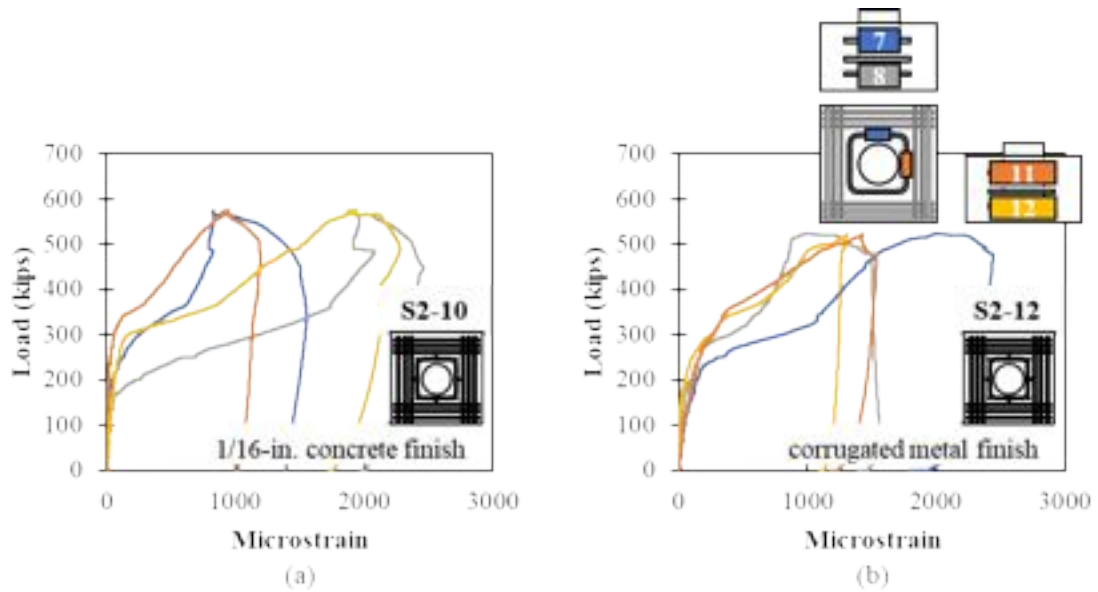 7
8
11
12
700
600
500
400
300
200
100
0
Load (kips)
S2-10
1/16-in. concrete finish
0
1000
2000
3000
Microstrain
(a)
700
600
500
400
300
200
100
0
Load (kips)
S2-12
corrugated metal finish
0
1000
2000
3000
Microstrain
(b)